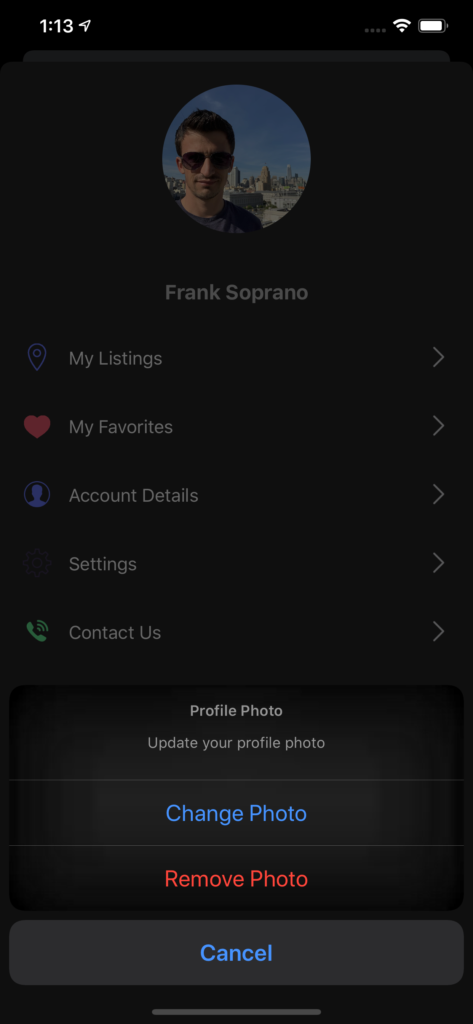 1:13
Frank Soprano
My Listings
My Favorites
Account Details
Settings
Contact Us
Profile Photo
Update your profile photo
Change Photo
Remove Photo
Cancel